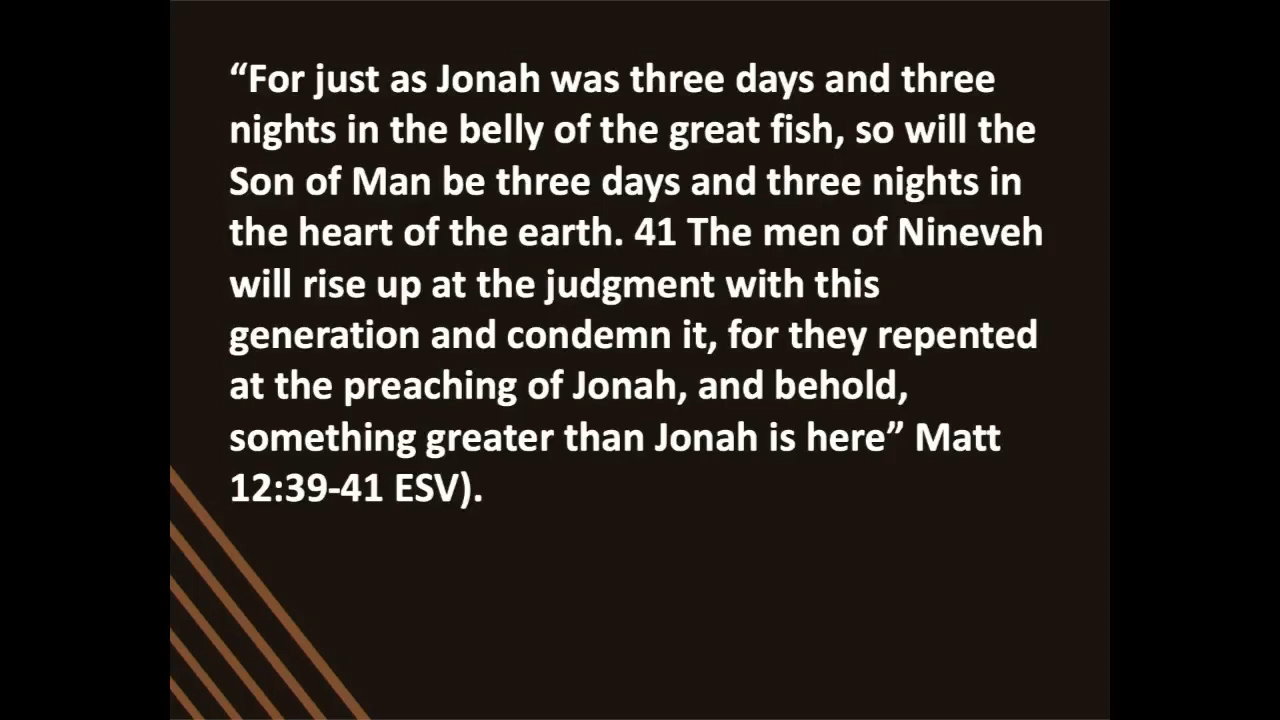 “For just as Jonah was three days and three
nights in the belly of the great fish, so will the
Son of Man be three days and three nights in
the heart of the earth. 41 The men of Nineveh
will rise up at the judgment with this
generation and condemn it, for they repented
at the preaching of Jonah, and behold,
something greater than Jonah is here” Matt
12:39-41 ESV).